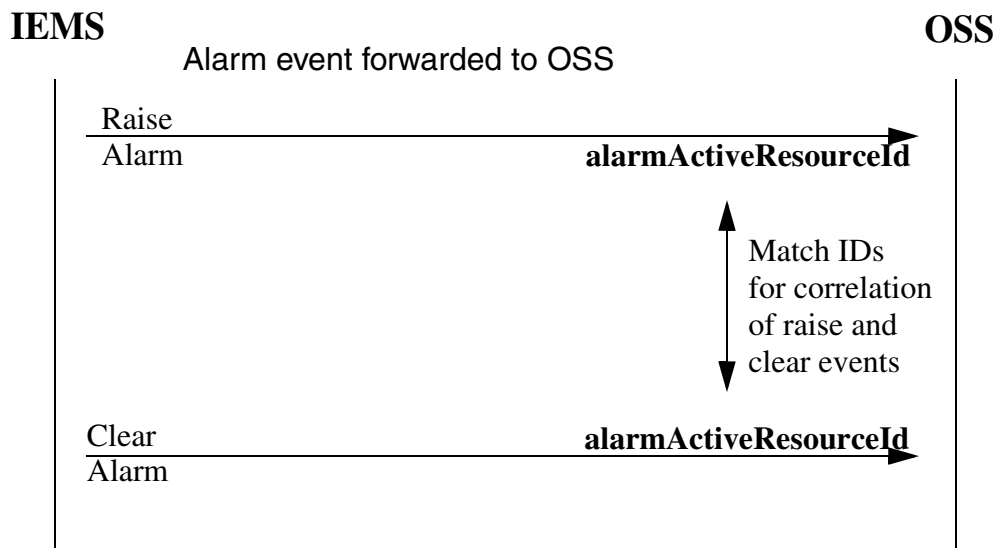 IEMS
OSS
Alarm event forwarded to OSS
Raise
Alarm
alarmActiveResourceId
Match IDs
for correlation
of raise and
clear events
Clear
alarmActiveResourceId
Alarm